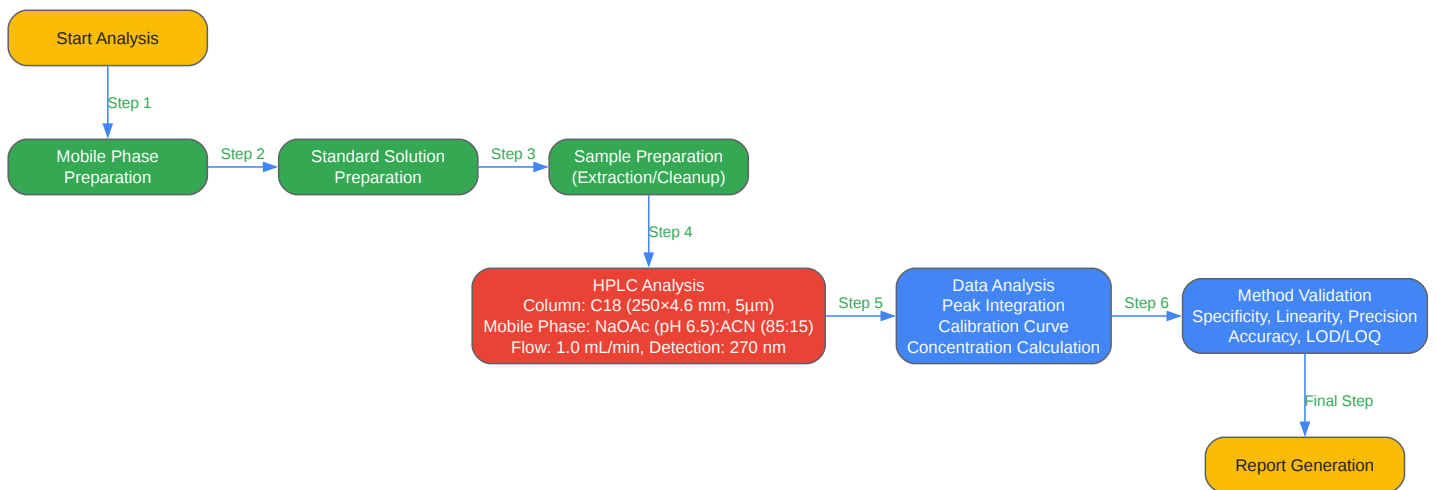 Start Analysis
Step 1
Mobile Phase
Preparation
Step 2
Standard Solution
Preparation
Step 3
Sample Preparation
(Extraction/Cleanup)
Step 4
HPLC Analysis
Column: C18 (250×4.6 mm, 5μm)
Mobile Phase: NaOAc (pH 6.5):ACN (85:15)
Flow: 1.0 mL/min, Detection: 270 nm
Step 5
Data Analysis
Peak Integration
Calibration Curve
Concentration Calculation
Step 6
Method Validation
Specificity, Linearity, Precision
Accuracy, LOD/LOQ
Final Step
Report Generation